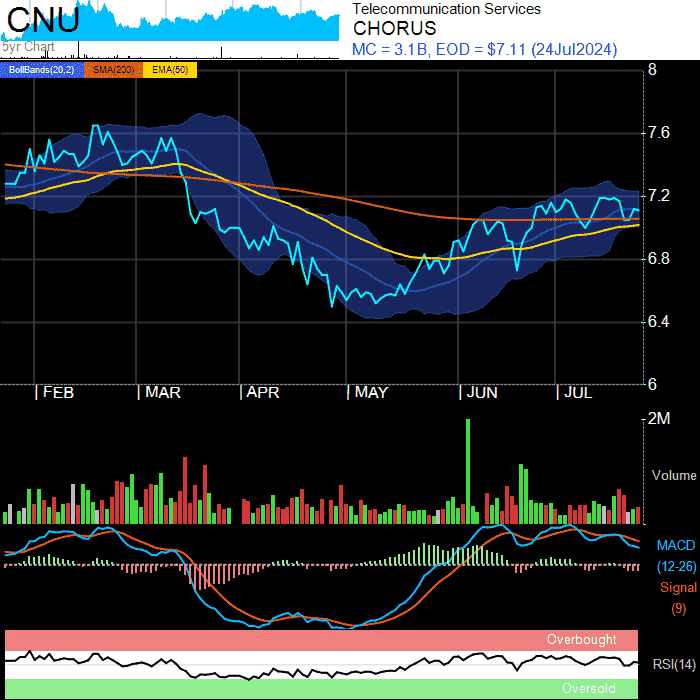 CNU
5yr Chart
Telecommunication Services
CHORUS
MC = 3.1B, EOD = $7.11 (24Jul2024)
BollBands(20,2) SMA(200) EMA(50)
8
7.6
7.2
6.8
6.4
6
FEB MAR APR MAY JUN JUL
2M
Volume
MACD
(12-26)
Signal
(9)
Overbought
RSI(14)
Oversold